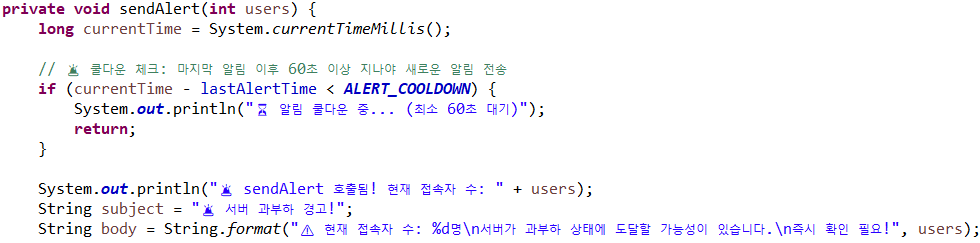 private void sendAlert(int users) {
    long currentTime = System.currentTimeMillis();

    // 🚨 쿨다운 체크: 마지막 알림 이후 60초 이상 지나야 새로운 알림 전송
    if (currentTime - lastAlertTime < ALERT_COOLDOWN) {
        System.out.println("⏳ 알림 쿨다운 중... (최소 60초 대기)");
        return;
    }

    System.out.println("🚨 sendAlert 호출됨! 현재 접속자 수: " + users);
    String subject = "🚨 서버 과부하 경고!";
    String body = String.format("⚠️ 현재 접속자 수: %d명\n서버가 과부하 상태에 도달할 가능성이 있습니다.\n즉시 확인 필요!", users);